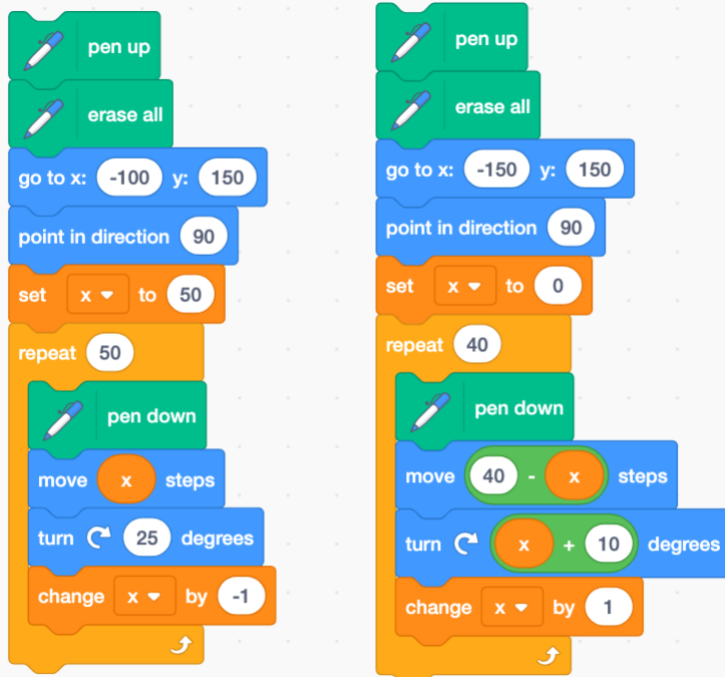 pen up
erase all
go to x: -100 y: 150
point in direction 90
set x to 50
repeat 50
pen down
move x steps
turn 25 degrees
change x by -1
pen up
erase all
go to x: -150 y: 150
point in direction 90
set x to 0
repeat 40
pen down
move 40 - x steps
turn x + 10 degrees
change x by 1